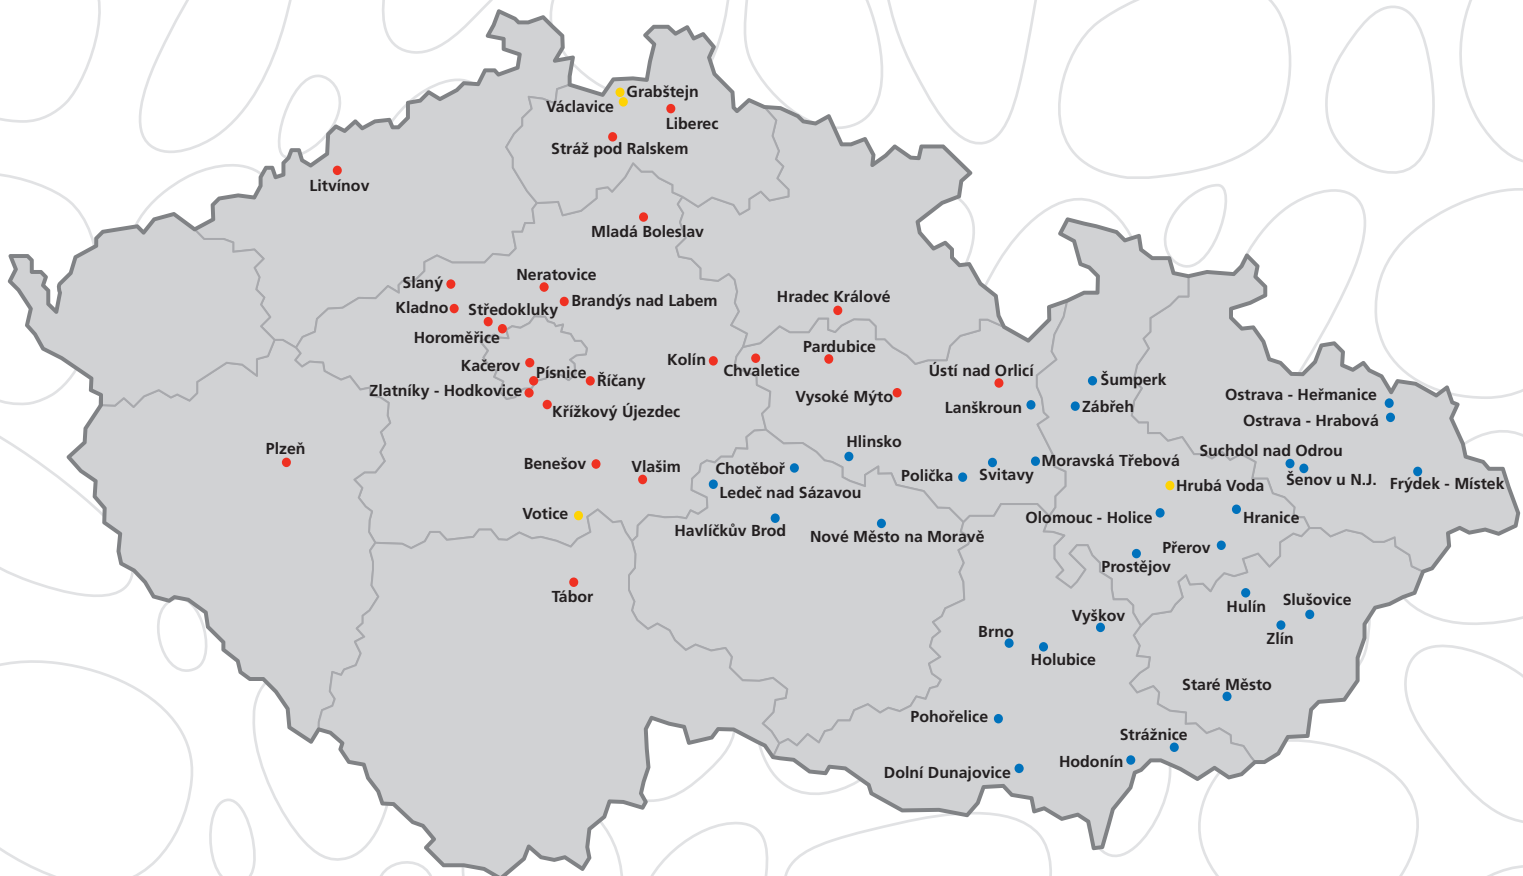 Grabštejn
Václavice
Liberec
Stráž pod Ralskem
Litvínov
Mladá Boleslav
Neratovice
Slaný
Brandýs nad Labem
Hradec Králové
Kladno
Středokluky
Horoměřice
Pardubice
Kolín
Chvaletice
Kačerov
Písnice
Říčany
Ústí nad Orlicí
Šumperk
Zlatníky - Hodkovice
Vysoké Mýto
Ostrava - Heřmanice
Křížkový Újezdec
Lanškroun
Zábřeh
Ostrava - Hrabová
Hlinsko
Plzeň
Suchdol nad Odrou
Benešov
Vlašim
Chotěboř
Moravská Třebová
Polička
Svitavy
Šenov u N.J.
Frýdek - Místek
Hrubá Voda
Ledeč nad Sázavou
Votice
Olomouc - Holice
Hranice
Havlíčkův Brod
Nové Město na Moravě
Přerov
Prostějov
Tábor
Hulín
Slušovice
Vyškov
Brno
Zlín
Holubice
Staré Město
Pohořelice
Strážnice
Hodonín
Dolní Dunajovice